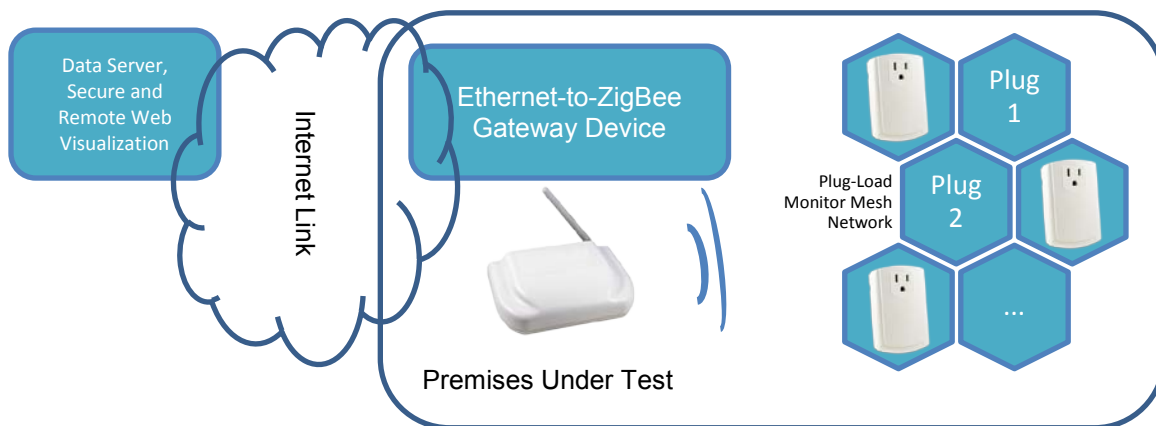 Data Server,
Secure and
Remote Web
Visualization
Internet Link
Ethernet-to-ZigBee
Gateway Device
Premises Under Test
Plug-Load
Monitor Mesh
Network
Plug
1
Plug
2
...